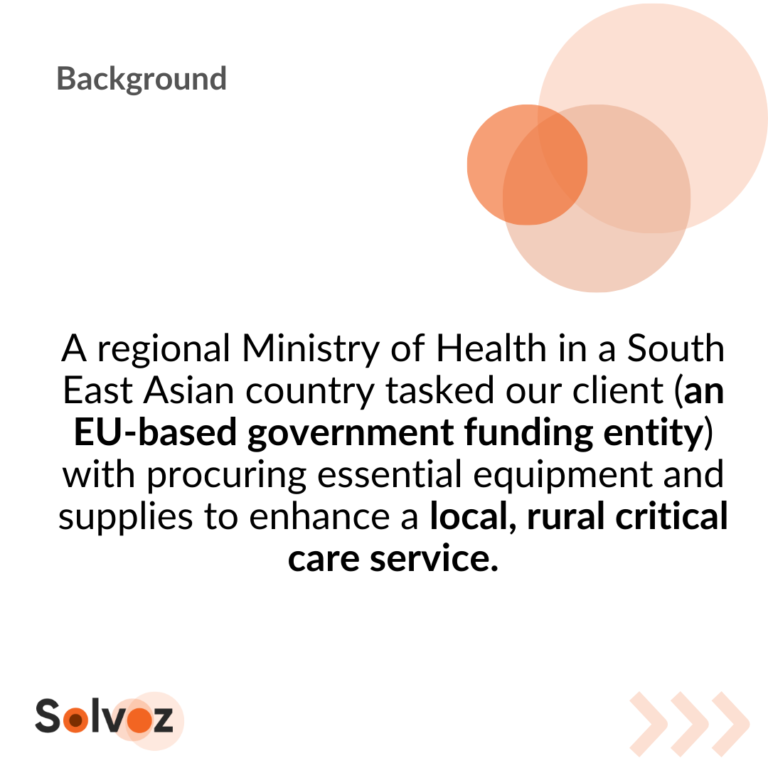 Background
A regional Ministry of Health in a South
East Asian country tasked our client (an
EU-based government funding entity)
with procuring essential equipment and
supplies to enhance a local, rural critical
care service.
Solvoz